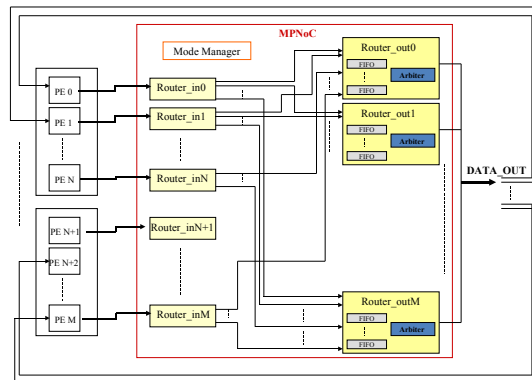 MPNoC
Mode Manager
Router_out0
FIFO
Arbiter
FIFO
PE 0
Router_in0
Router_out1
PE 1
Router_in1
FIFO
Arbiter
FIFO
PE N
Router_inN
DATA_OUT
PE N+1
Router_inN+1
PE N+2
Router_outM
PE M
Router_inM
FIFO
Arbiter
FIFO